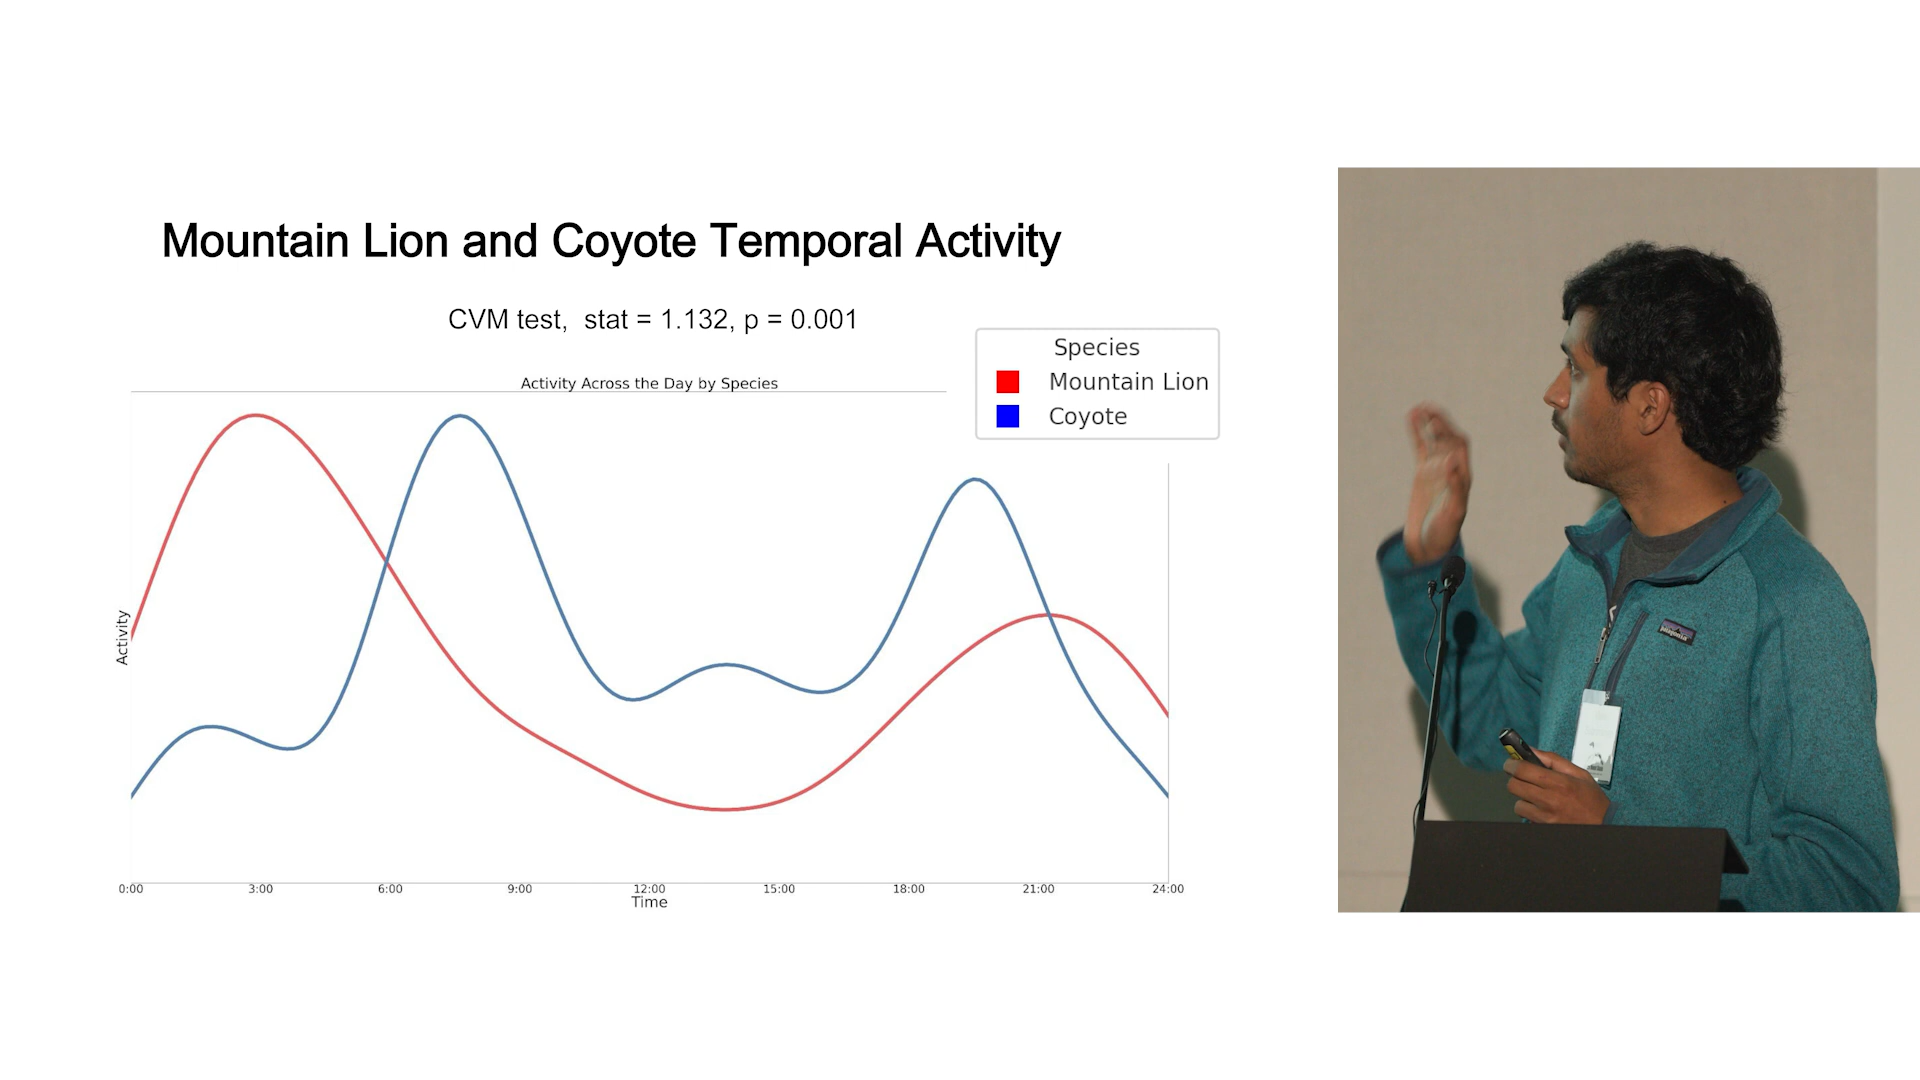 Mountain Lion and Coyote Temporal Activity
CVM test, stat = 1.132, p = 0.001
Species
Mountain Lion
Coyote
Activity Across the Day by Species
Activity
0:00 3:00 6:00 9:00 12:00 15:00 18:00 21:00 24:00
Time
patagonia